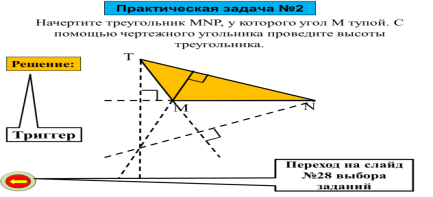 Практическая задача №2
Начертите треугольник MNP, у которого угол М тупой. С
помощью чертежного угольника проведите высоты
треугольника.
Решение:
T
M
N
Триггер
Переход на слайд
№28 выбора
заданий